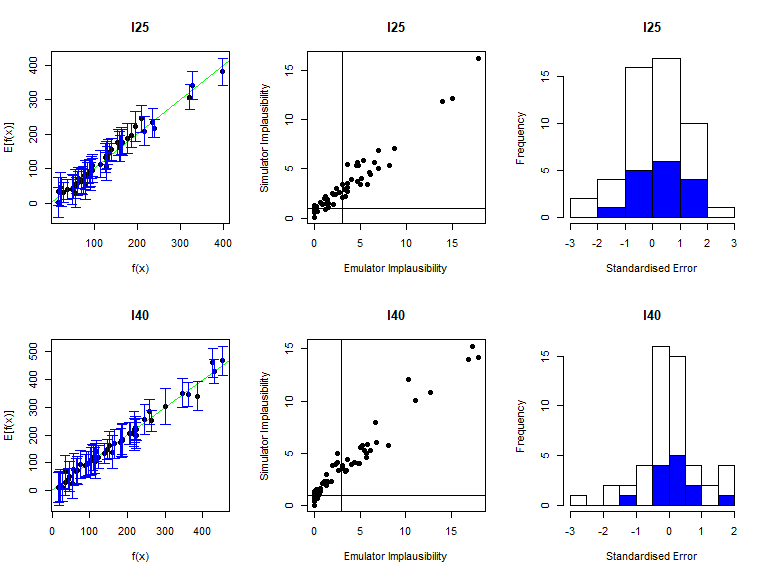 I25
I25
I25
E[f(x)]
0 100 200 300 400
100 200 300 400
f(x)
Simulator Implausibility
0 5 10 15
0 5 10 15
Emulator Implausibility
Frequency
0 5 10 15
-3 -2 -1 0 1 2 3
Standardised Error
I40
I40
I40
E[f(x)]
0 100 200 300 400 500
0 100 200 300 400
f(x)
Simulator Implausibility
0 5 10 15
0 5 10 15
Emulator Implausibility
Frequency
0 5 10 15
-3 -2 -1 0 1 2
Standardised Error